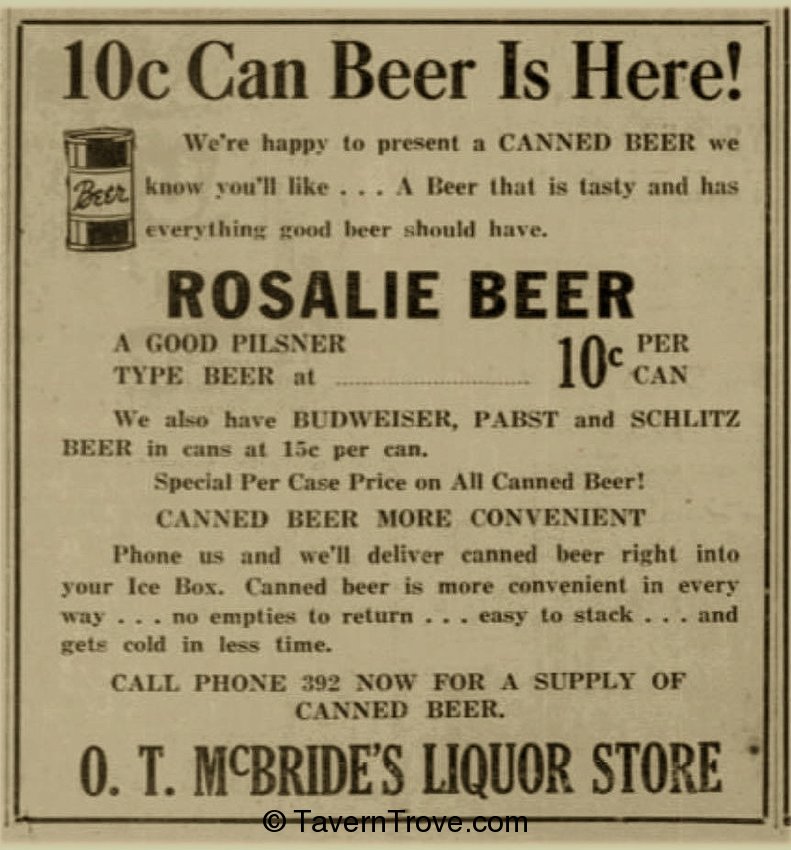 10c Can Beer Is Here!
We're happy to present a CANNED BEER we
Beer
know you'll like . . . A Beer that is tasty and has
everything good beer should have.
ROSALIE BEER
A GOOD PILSNER
TYPE BEER at ........................ 10c PER CAN
We also have BUDWEISER, PABST and SCHLITZ
BEER in cans at 15c per can.
Special Per Case Price on All Canned Beer!
CANNED BEER MORE CONVENIENT
Phone us and we'll deliver canned beer right into
your Ice Box. Canned beer is more convenient in every
way . . . no empties to return . . . easy to stack . . . and
gets cold in less time.
CALL PHONE 392 NOW FOR A SUPPLY OF
CANNED BEER.
O. T. McBRIDE'S LIQUOR STORE
© TavernTrove.com